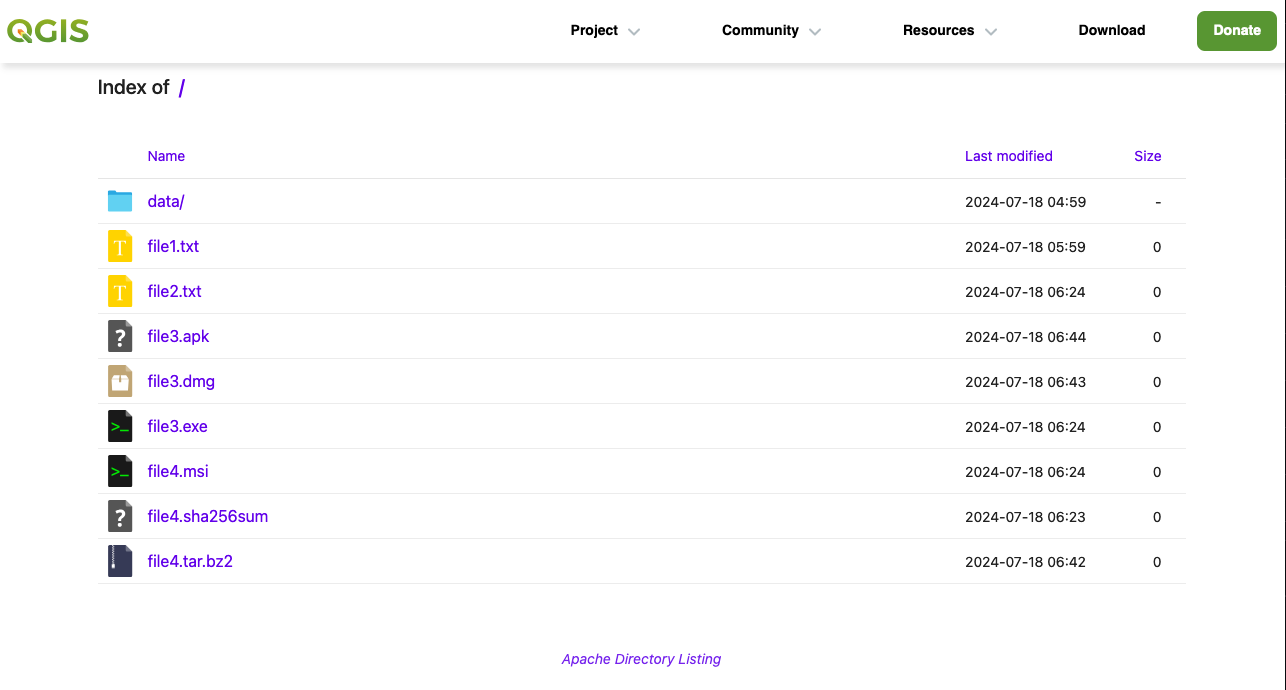 QGIS Project Community Resources Download Donate
Index of /
Name Last modified Size
data/ 2024-07-18 04:59 -
T file1.txt 2024-07-18 05:59 0
T file2.txt 2024-07-18 06:24 0
? file3.apk 2024-07-18 06:44 0
file3.dmg 2024-07-18 06:43 0
>_ file3.exe 2024-07-18 06:24 0
>_ file4.msi 2024-07-18 06:24 0
? file4.sha256sum 2024-07-18 06:23 0
file4.tar.bz2 2024-07-18 06:42 0
Apache Directory Listing